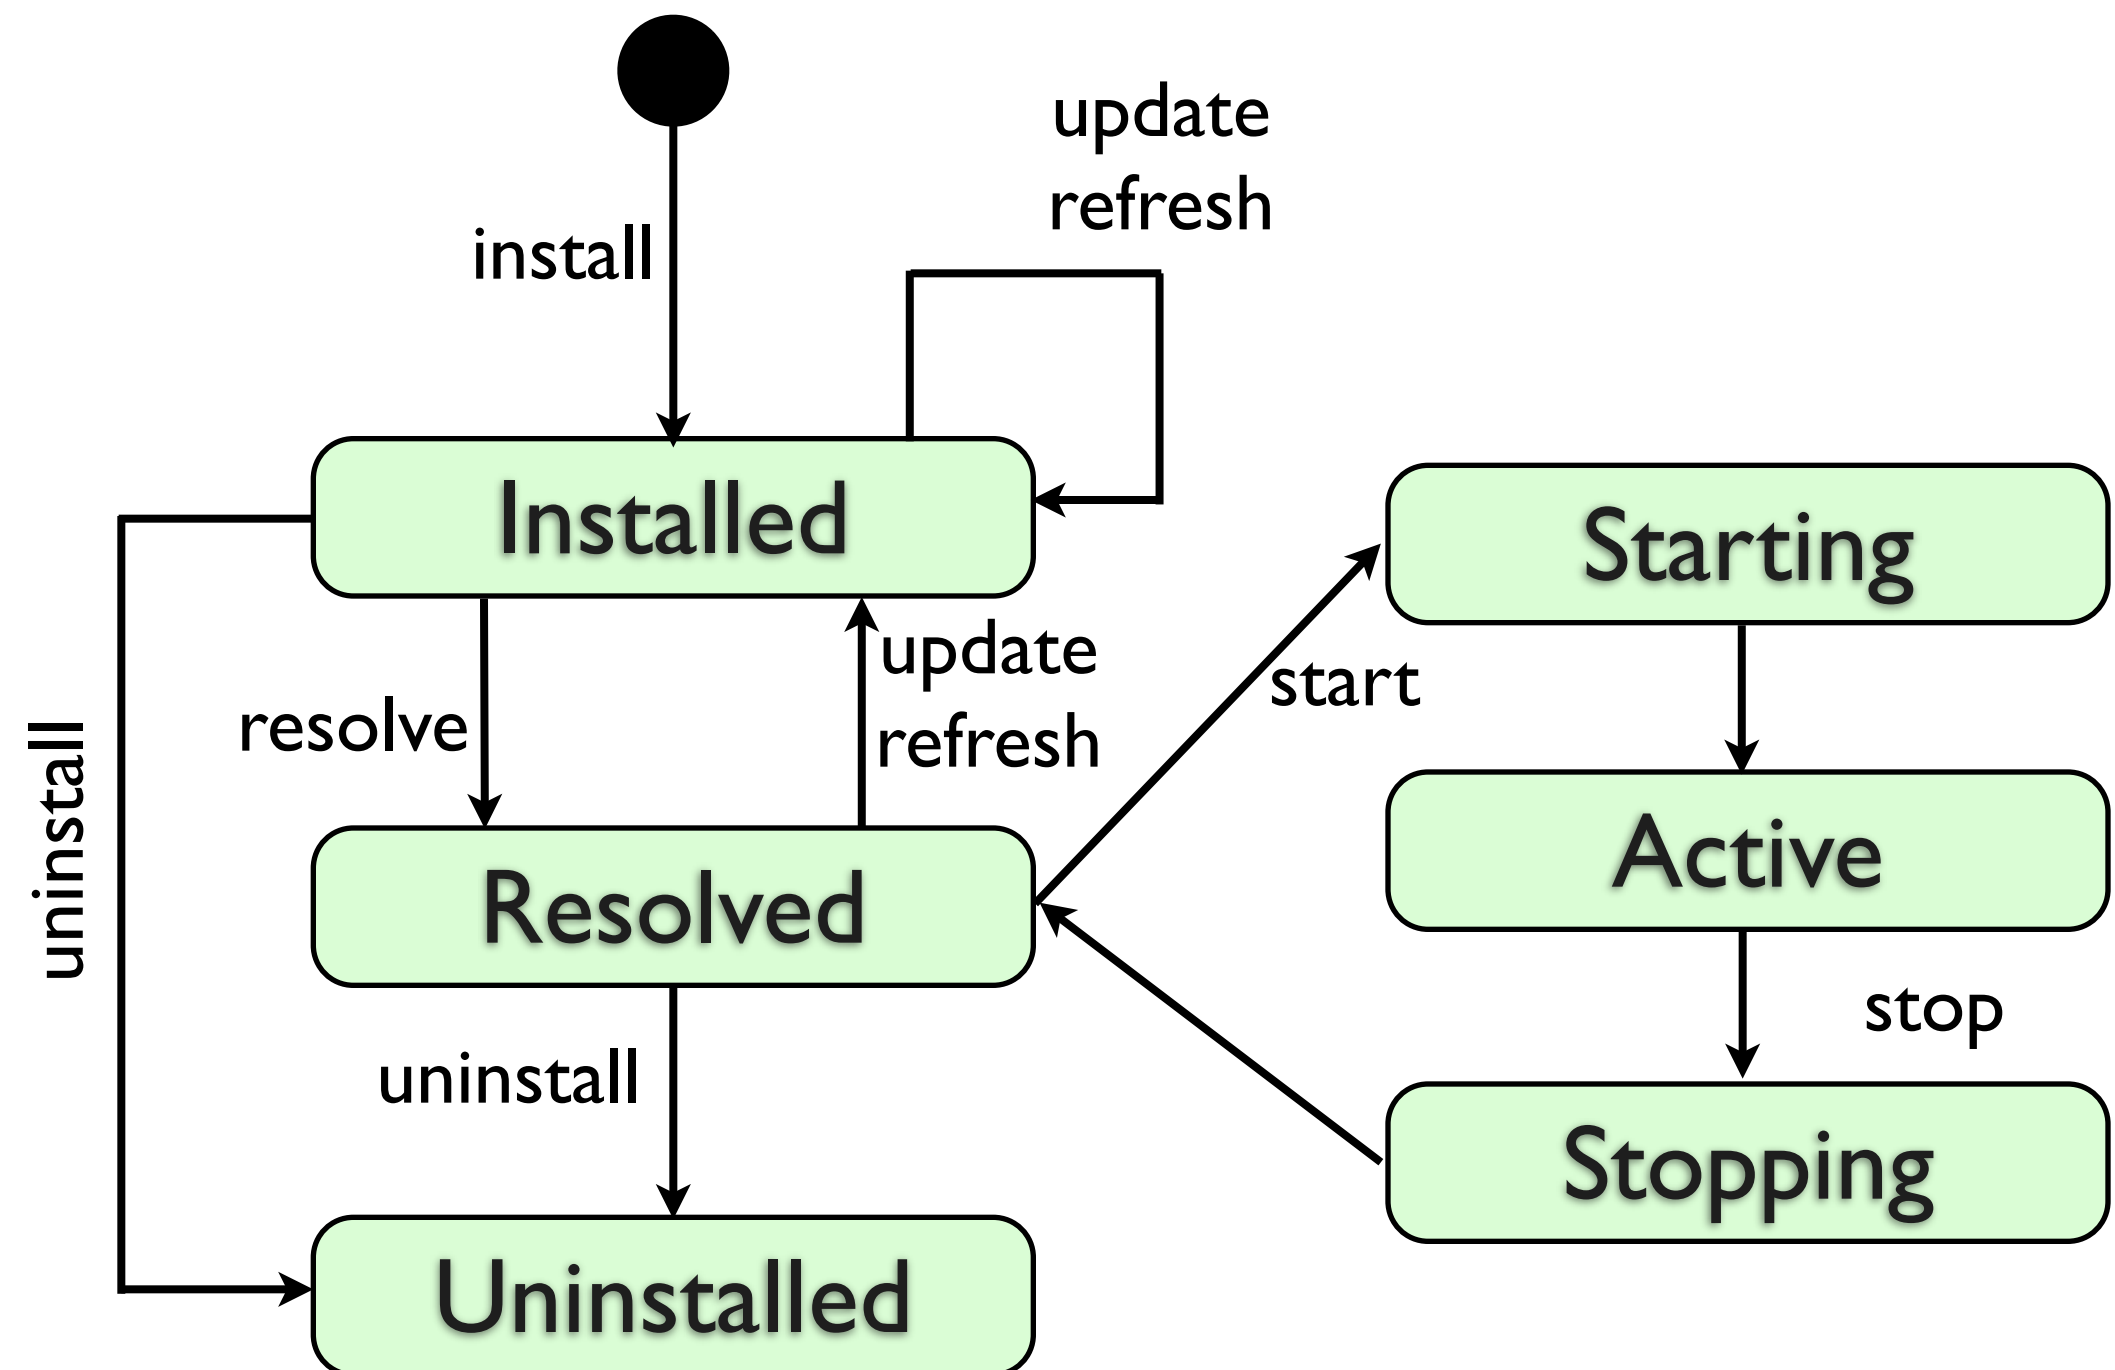 update
refresh
install
Installed
Starting
update
refresh
start
resolve
uninstall
Active
Resolved
stop
uninstall
Stopping
Uninstalled